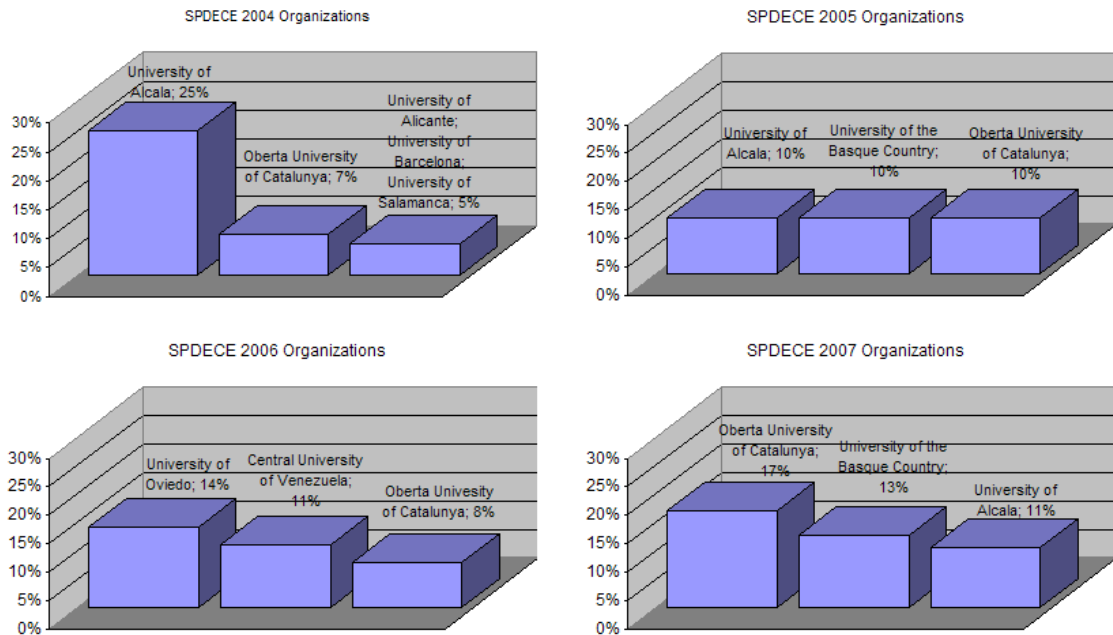 SPDECE 2004 Organizations
University of
Alcala; 25%
Oberta University
of Catalunya; 7%
University of
Alicante;
University of
Barcelona;
University of
Salamanca; 5%
30%
25%
20%
15%
10%
5%
0%
SPDECE 2005 Organizations
University of
Alcala; 10%
University of the
Basque Country;
10%
Oberta University
of Catalunya;
10%
30%
25%
20%
15%
10%
5%
0%
SPDECE 2006 Organizations
University of
Oviedo; 14%
Central University
of Venezuela;
11%
Oberta Univesity
of Catalunya; 8%
30%
25%
20%
15%
10%
5%
0%
SPDECE 2007 Organizations
Oberta University
of Catalunya;
17%
University of the
Basque Country;
13%
University of
Alcala; 11%
30%
25%
20%
15%
10%
5%
0%